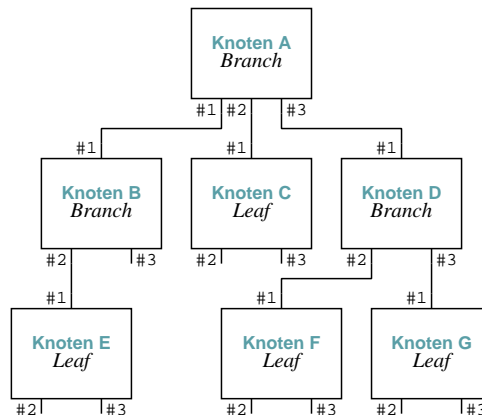 Knoten A
Branch
#1 #2 #3
#1 #1 #1
Knoten B Knoten C Knoten D
Branch Leaf Branch
#2 #3 #2 #3 #2 #3
#1 #1 #1
Knoten E Knoten F Knoten G
Leaf Leaf Leaf
#2 #3 #2 #3 #2 #3